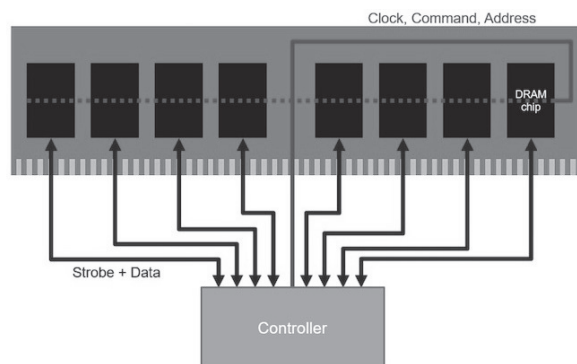 Clock, Command, Address
DRAM
chip
Strobe + Data
Controller